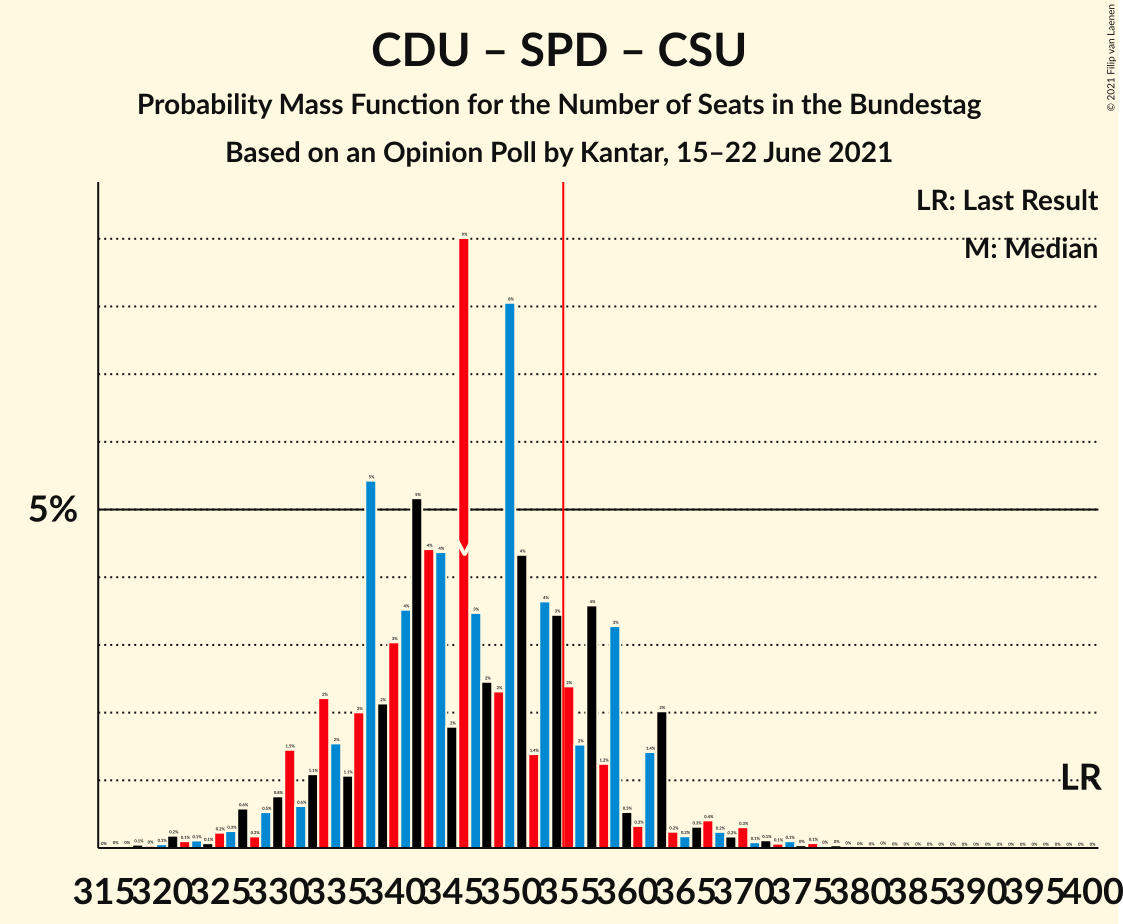 CDU – SPD – CSU
Probability Mass Function for the Number of Seats in the Bundestag
Based on an Opinion Poll by Kantar, 15–22 June 2021
© 2021 Filip van Laenen
LR: Last Result
M: Median
5%
LR
M
315 320 325 330 335 340 345 350 355 360 365 370 375 380 385 390 395 400